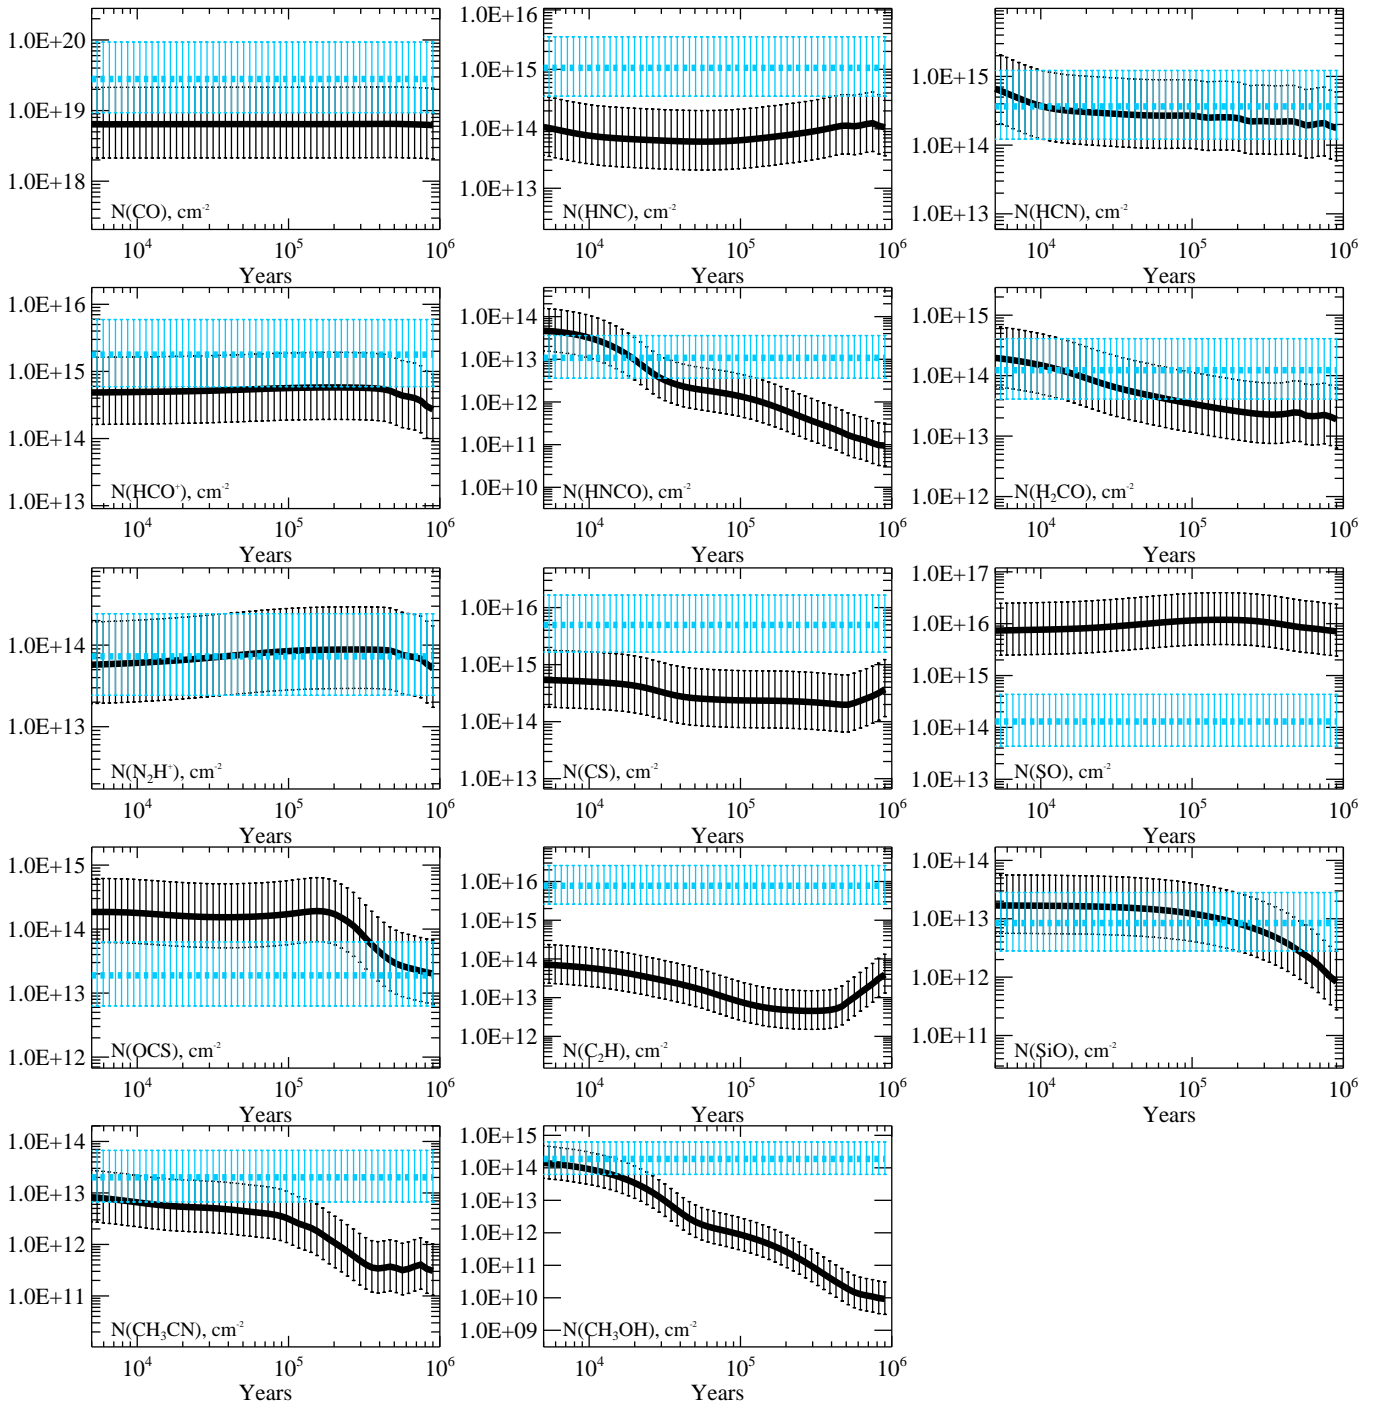 1.0E+20
1.0E+19
1.0E+18
N(CO), cm⁻²
10⁴ 10⁵ 10⁶
Years
1.0E+16
1.0E+15
1.0E+14
1.0E+13
N(HNC), cm⁻²
10⁴ 10⁵ 10⁶
Years
1.0E+15
1.0E+14
1.0E+13
N(HCN), cm⁻²
10⁴ 10⁵ 10⁶
Years
1.0E+16
1.0E+15
1.0E+14
1.0E+13
N(HCO⁺), cm⁻²
10⁴ 10⁵ 10⁶
Years
1.0E+14
1.0E+13
1.0E+12
1.0E+11
1.0E+10
N(HNCO), cm⁻²
10⁴ 10⁵ 10⁶
Years
1.0E+15
1.0E+14
1.0E+13
1.0E+12
N(H₂CO), cm⁻²
10⁴ 10⁵ 10⁶
Years
1.0E+14
1.0E+13
N(N₂H⁺), cm⁻²
10⁴ 10⁵ 10⁶
Years
1.0E+16
1.0E+15
1.0E+14
1.0E+13
N(CS), cm⁻²
10⁴ 10⁵ 10⁶
Years
1.0E+17
1.0E+16
1.0E+15
1.0E+14
1.0E+13
N(SO), cm⁻²
10⁴ 10⁵ 10⁶
Years
1.0E+15
1.0E+14
1.0E+13
1.0E+12
N(OCS), cm⁻²
10⁴ 10⁵ 10⁶
Years
1.0E+16
1.0E+15
1.0E+14
1.0E+13
1.0E+12
N(C₂H), cm⁻²
10⁴ 10⁵ 10⁶
Years
1.0E+14
1.0E+13
1.0E+12
1.0E+11
N(SiO), cm⁻²
10⁴ 10⁵ 10⁶
Years
1.0E+14
1.0E+13
1.0E+12
1.0E+11
N(CH₃CN), cm⁻²
10⁴ 10⁵ 10⁶
Years
1.0E+15
1.0E+14
1.0E+13
1.0E+12
1.0E+11
1.0E+10
1.0E+09
N(CH₃OH), cm⁻²
10⁴ 10⁵ 10⁶
Years